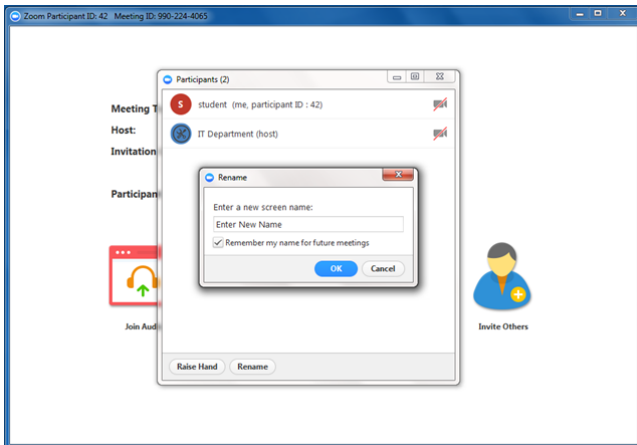 Zoom Participant ID: 42 Meeting ID: 990-224-4065
Participants (2)
S student (me, participant ID : 42)
IT Department (host)
Meeting T
Host:
Invitation
Participan
Rename
Enter a new screen name:
Enter New Name
Remember my name for future meetings
OK Cancel
Join Aud
Invite Others
Raise Hand Rename